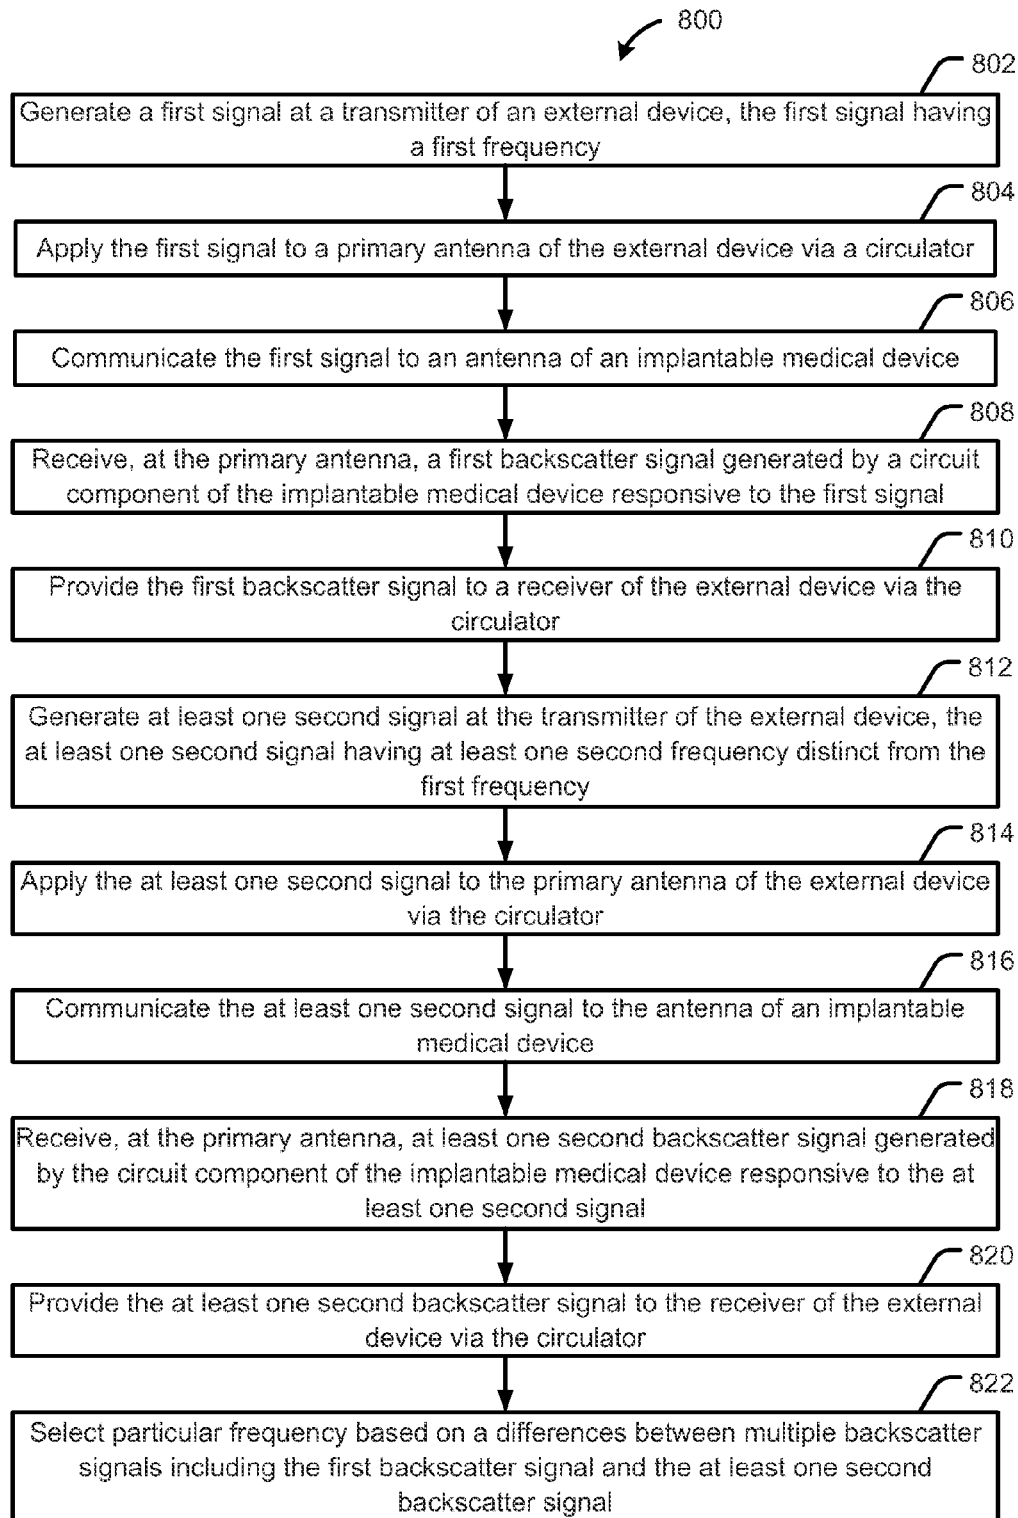 800
802
Generate a first signal at a transmitter of an external device, the first signal having
a first frequency
804
Apply the first signal to a primary antenna of the external device via a circulator
806
Communicate the first signal to an antenna of an implantable medical device
808
Receive, at the primary antenna, a first backscatter signal generated by a circuit
component of the implantable medical device responsive to the first signal
810
Provide the first backscatter signal to a receiver of the external device via the
circulator
812
Generate at least one second signal at the transmitter of the external device, the
at least one second signal having at least one second frequency distinct from the
first frequency
814
Apply the at least one second signal to the primary antenna of the external device
via the circulator
816
Communicate the at least one second signal to the antenna of an implantable
medical device
818
Receive, at the primary antenna, at least one second backscatter signal generated
by the circuit component of the implantable medical device responsive to the at
least one second signal
820
Provide the at least one second backscatter signal to the receiver of the external
device via the circulator
822
Select particular frequency based on a differences between multiple backscatter
signals including the first backscatter signal and the at least one second
backscatter signal